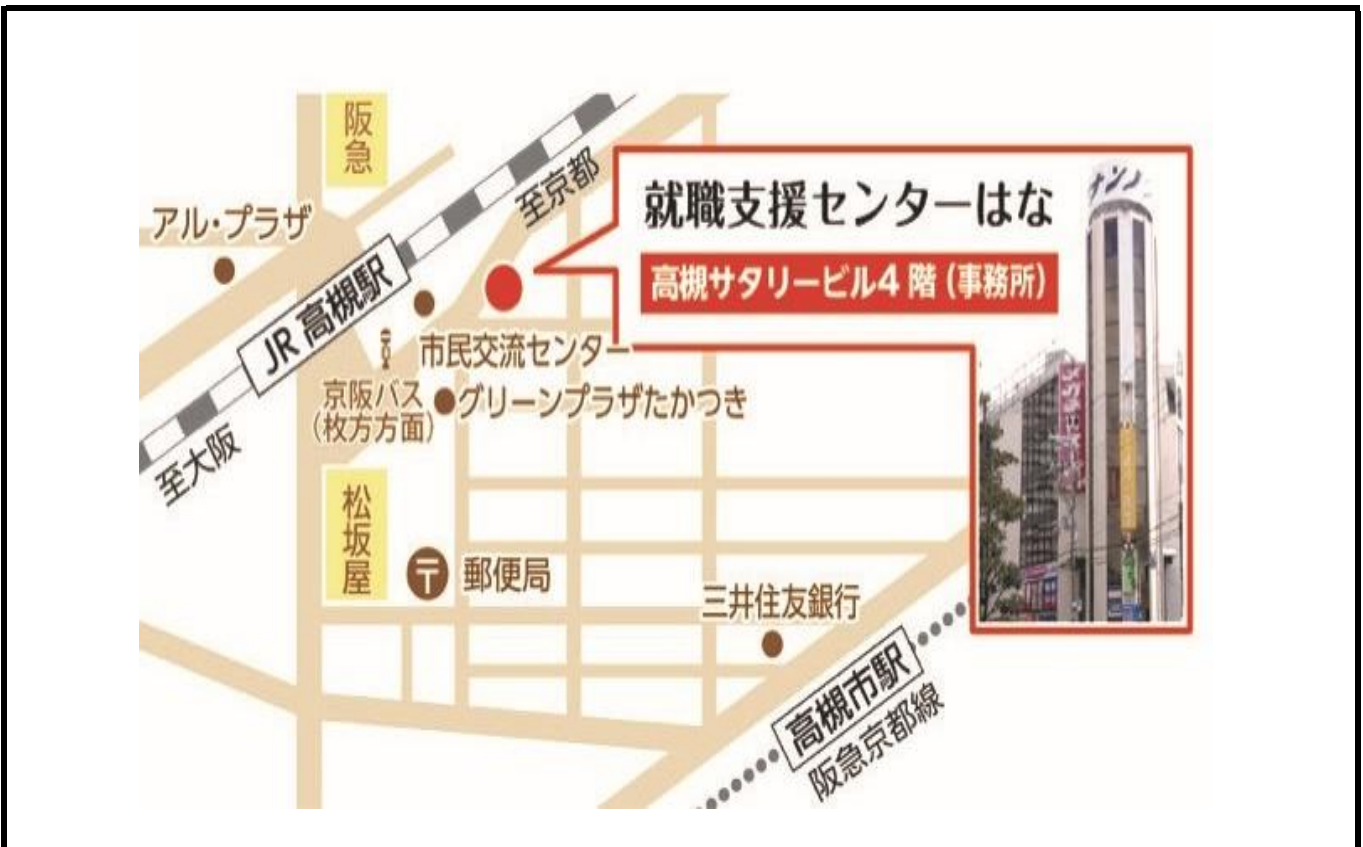 阪急
アル・プラザ
至京都
就職支援センターはな
高槻サタリービル4 階 (事務所)
JR 高槻駅
市民交流センター
京阪バス
(枚方方面)
グリーンプラザたかつき
至大阪
松坂屋
〒 郵便局
三井住友銀行
高槻市駅
阪急京都線